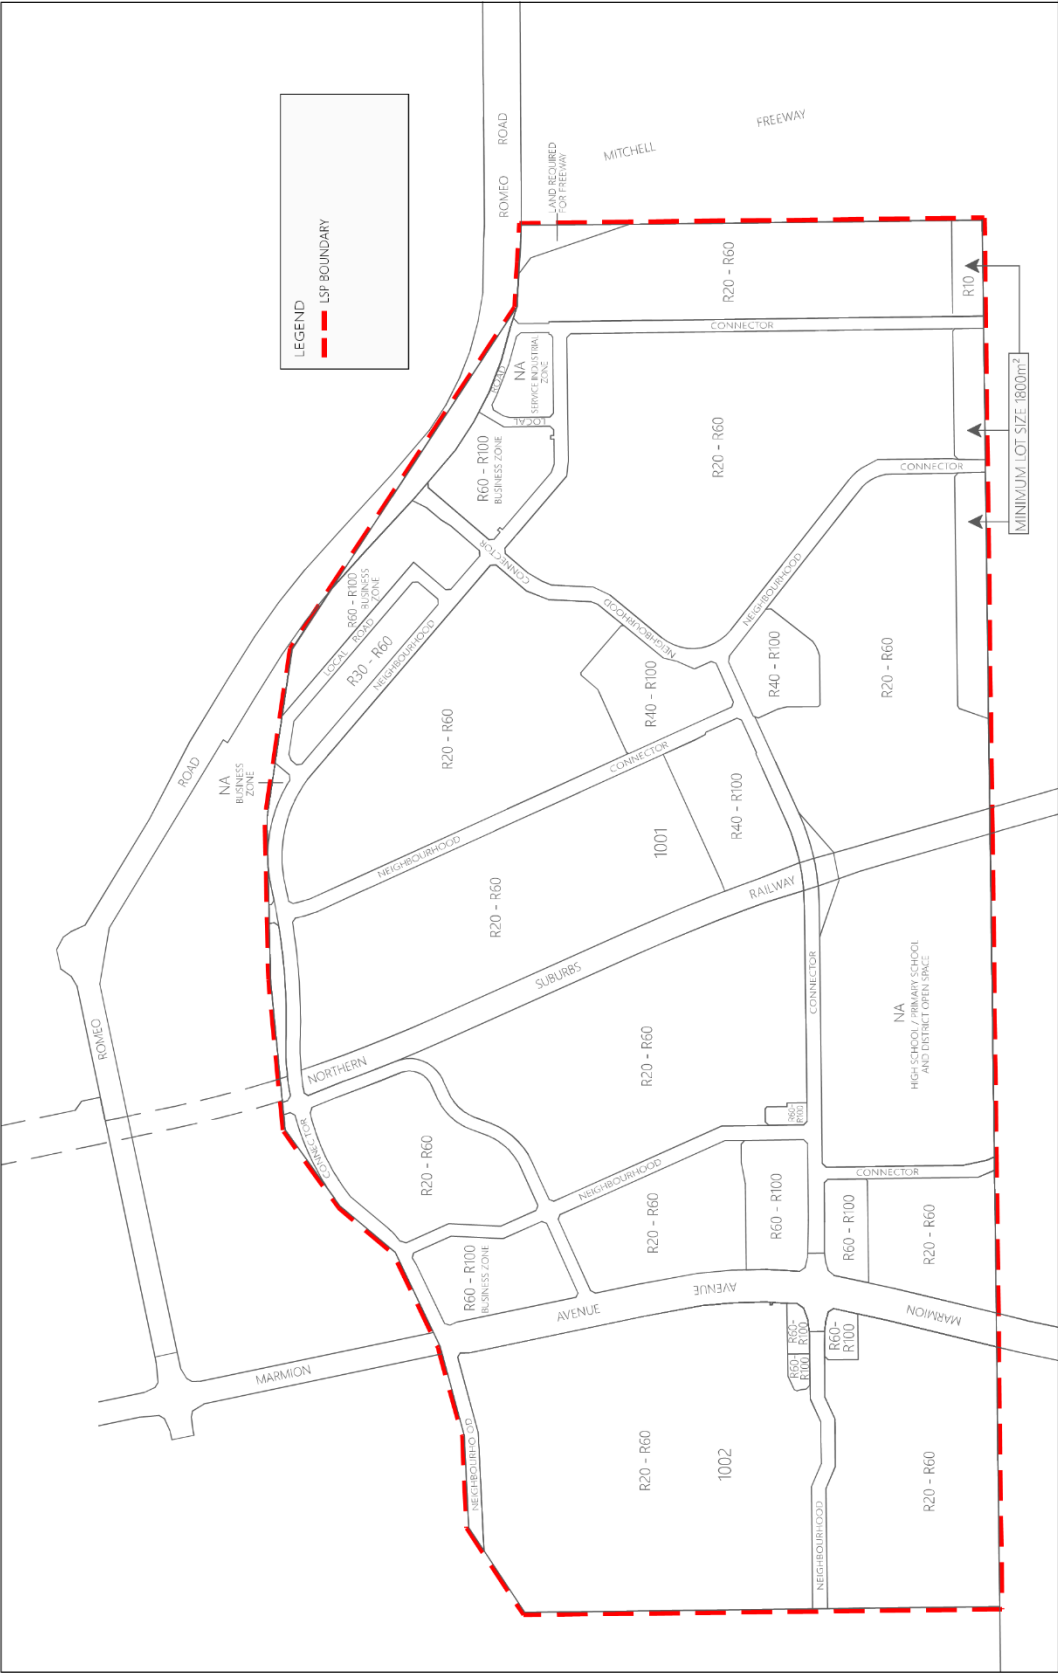 FREEWAY
MITCHELL
ROAD
ROMEO
LAND REQUIRED
FOR FREEWAY
LEGEND
LSP BOUNDARY
R20 - R60
R10
CONNECTOR
NA
SERVICE INDUSTRIAL
ZONE
ROAD
LOCAL
R60 - R100
BUSINESS ZONE
R20 - R60
CONNECTOR
MINIMUM LOT SIZE 1800m²
CONNECTOR
R60 - R100
BUSINESS
ZONE
LOCAL ROAD
R30 - R60
NEIGHBOURHOOD
NEIGHBOURHOOD
NEIGHBOURHOOD
R40 - R100
R40 - R100
R20 - R60
R20 - R60
NA
BUSINESS
ZONE
ROAD
CONNECTOR
R40 - R100
1001
NEIGHBOURHOOD
R20 - R60
RAILWAY
SUBURBS
NORTHERN
CONNECTOR
NA
HIGH SCHOOL / PRIMARY SCHOOL
AND DISTRICT OPEN SPACE
ROMEO
R20 - R60
R60-
R100
CONNECTOR
R20 - R60
NEIGHBOURHOOD
CONNECTOR
R20 - R60
R60 - R100
R60 - R100
R20 - R60
R60 - R100
BUSINESS ZONE
AVENUE
AVENUE
MARMION
MARMION
R60-
R100
R60-
R100
R60-
R100
NEIGHBOURHO OD
R20 - R60
1002
R20 - R60
NEIGHBOURHOOD